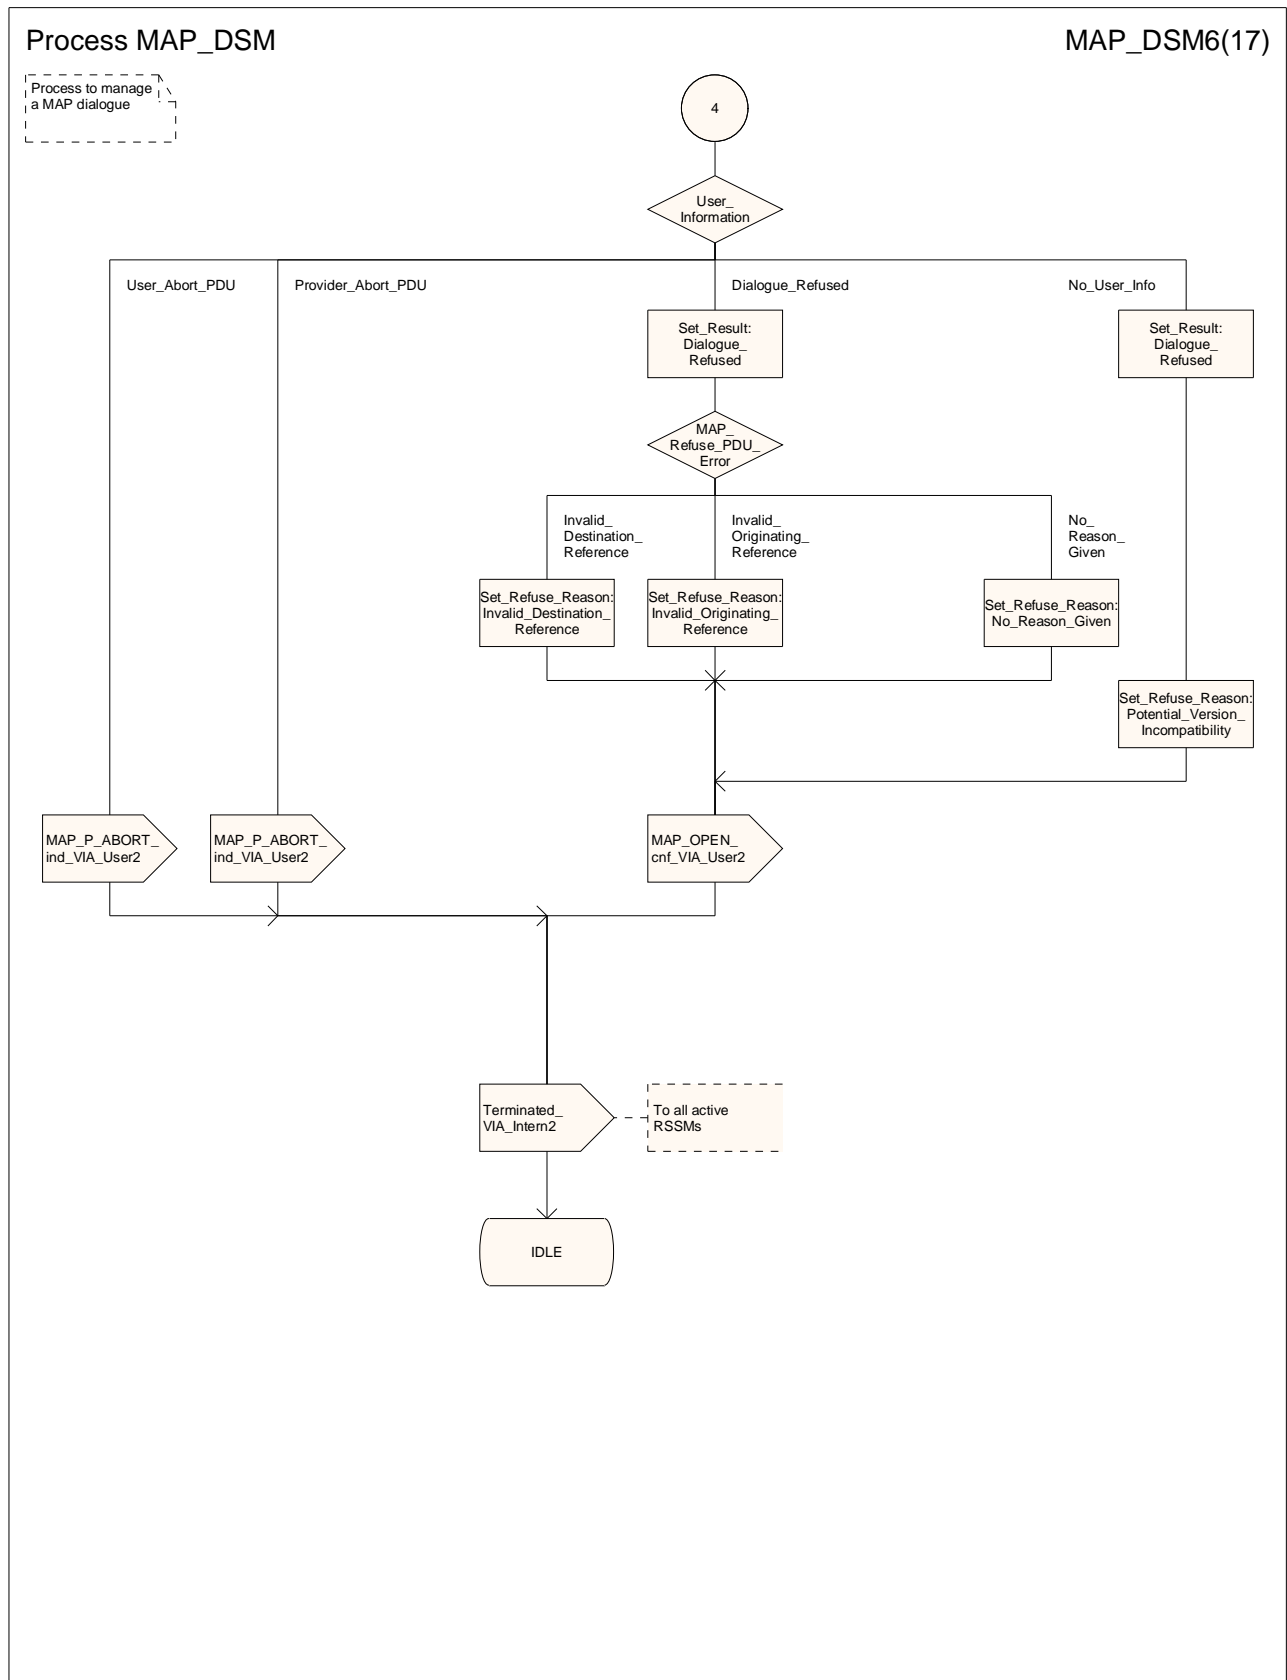 Process MAP_DSM
MAP_DSM6(17)
Process to manage
a MAP dialogue
4
User_
Information
User_Abort_PDU
Provider_Abort_PDU
Dialogue_Refused
No_User_Info
Set_Result:
Dialogue_
Refused
Set_Result:
Dialogue_
Refused
MAP_
Refuse_PDU_
Error
Invalid_
Destination_
Reference
Invalid_
Originating_
Reference
No_
Reason_
Given
Set_Refuse_Reason:
Invalid_Destination_
Reference
Set_Refuse_Reason:
Invalid_Originating_
Reference
Set_Refuse_Reason:
No_Reason_Given
Set_Refuse_Reason:
Potential_Version_
Incompatibility
MAP_P_ABORT_
ind_VIA_User2
MAP_P_ABORT_
ind_VIA_User2
MAP_OPEN_
cnf_VIA_User2
Terminated_
VIA_Intern2
To all active
RSSMs
IDLE